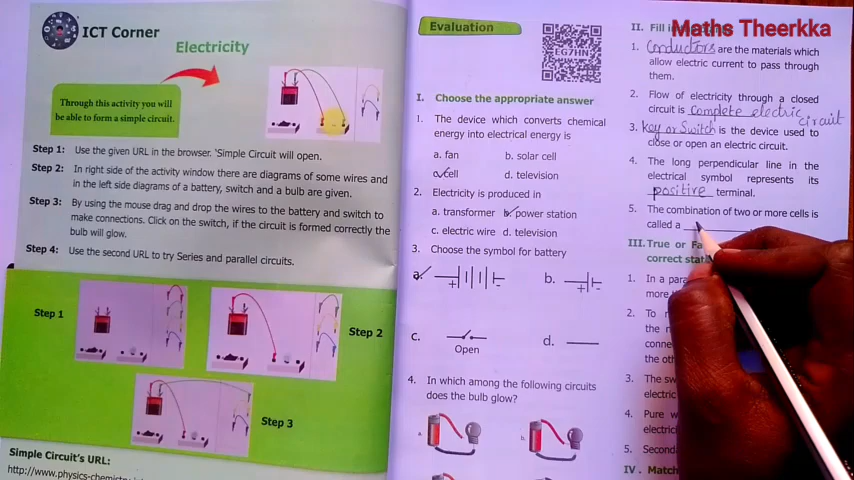 Maths Theerkka
ICT Corner
Electricity
Through this activity you will
be able to form a simple circuit.
Step 1: Use the given URL in the browser. 'Simple Circuit will open.
Step 2: In right side of the activity window there are diagrams of some wires and
in the left side diagrams of a battery, switch and a bulb are given.
Step 3: By using the mouse drag and drop the wires to the battery and switch to
make connections. Click on the switch, if the circuit is formed correctly the
bulb will glow.
Step 4: Use the second URL to try Series and parallel circuits.
Step 1
Step 2
Step 3
Simple Circuit's URL:
Evaluation
EG7HN
I. Choose the appropriate answer
1. The device which converts chemical
energy into electrical energy is
a. fan b. solar cell
cell d. television
2. Electricity is produced in
a. transformer b. power station
c. electric wire d. television
3. Choose the symbol for battery
a. b.
c. d.
Open
4. In which among the following circuits
does the bulb glow?
a. b.
II. Fill
1. Conductors are the materials which
allow electric current to pass through
them.
2. Flow of electricity through a closed
circuit is Complete electric
circuit
3. Key or Switch is the device used to
close or open an electric circuit.
4. The long perpendicular line in the
electrical symbol represents its
positive terminal.
5. The combination of two or more cells is
called a
III. True or
correct
1. In a
more
2. To
the
conne
the
3. The
electric
4. Pure
5.
IV. Match